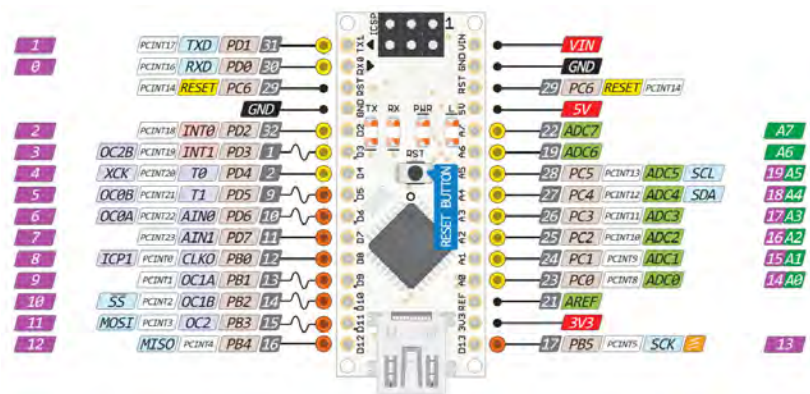 ICSP 1
1 PCINT17 TXD PD1 31 TX1 VIN VIN
0 PCINT16 RXD PD0 30 RX0 GND GND
PCINT14 RESET PC6 29 RST RST 29 PC6 RESET PCINT14
GND GND 5V 5V
2 PCINT18 INT0 PD2 32 D2 TX RX PWR L A7 22 ADC7 A7
3 OC2B PCINT19 INT1 PD3 1 D3 A6 19 ADC6 A6
4 XCK PCINT20 T0 PD4 2 D4 RST A5 28 PC5 PCINT13 ADC5 SCL 19 A5
5 OC0B PCINT21 T1 PD5 9 D5 A4 27 PC4 PCINT12 ADC4 SDA 18 A4
6 OC0A PCINT22 AIN0 PD6 10 D6 A3 26 PC3 PCINT11 ADC3 17 A3
7 PCINT23 AIN1 PD7 11 D7 A2 25 PC2 PCINT10 ADC2 16 A2
RESET BUTTON
8 ICP1 PCINT0 CLKO PB0 12 D8 A1 24 PC1 PCINT9 ADC1 15 A1
9 PCINT1 OC1A PB1 13 D9 A0 23 PC0 PCINT8 ADC0 14 A0
10 SS PCINT2 OC1B PB2 14 D10 REF 21 AREF
11 MOSI PCINT3 OC2 PB3 15 D11 3V3 3V3
12 MISO PCINT4 PB4 16 D12 D13 17 PB5 PCINT5 SCK 13